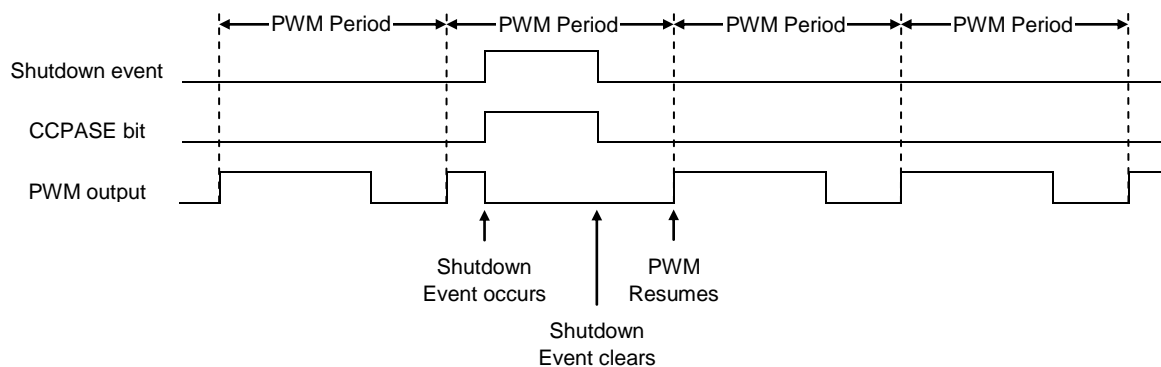 PWM Period
PWM Period
PWM Period
PWM Period
Shutdown event
CCPASE bit
PWM output
Shutdown
Event occurs
PWM
Resumes
Shutdown
Event clears